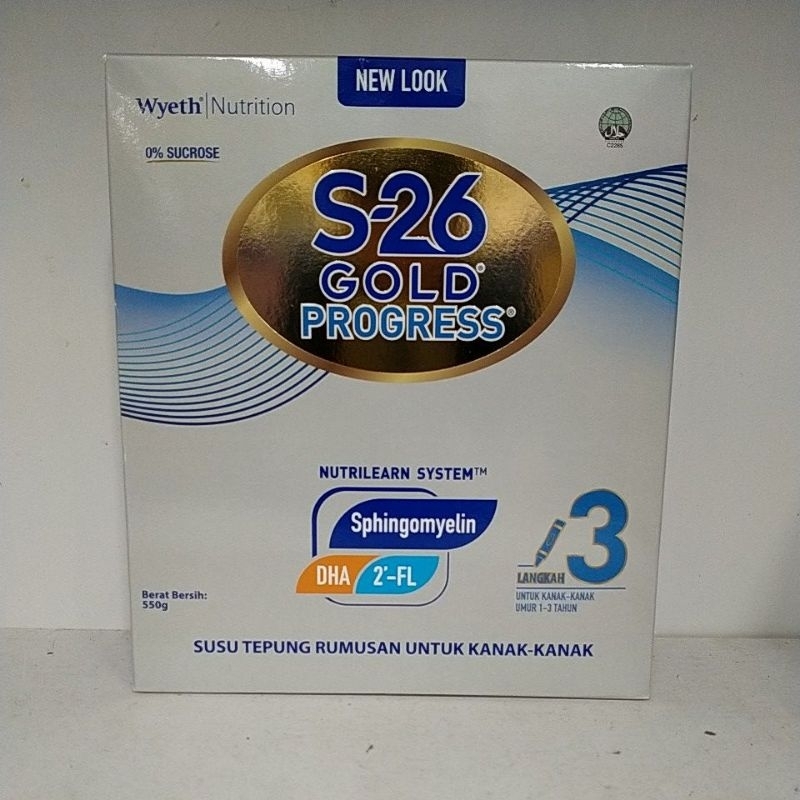 NEW LOOK
Wyeth® | Nutrition
0% SUCROSE
C2265
S-26
GOLD®
PROGRESS®
NUTRILEARN SYSTEM™
Sphingomyelin
DHA
2'-FL
LANGKAH
3
UNTUK KANAK-KANAK
UMUR 1-3 TAHUN
Berat Bersih:
550g
SUSU TEPUNG RUMUSAN UNTUK KANAK-KANAK